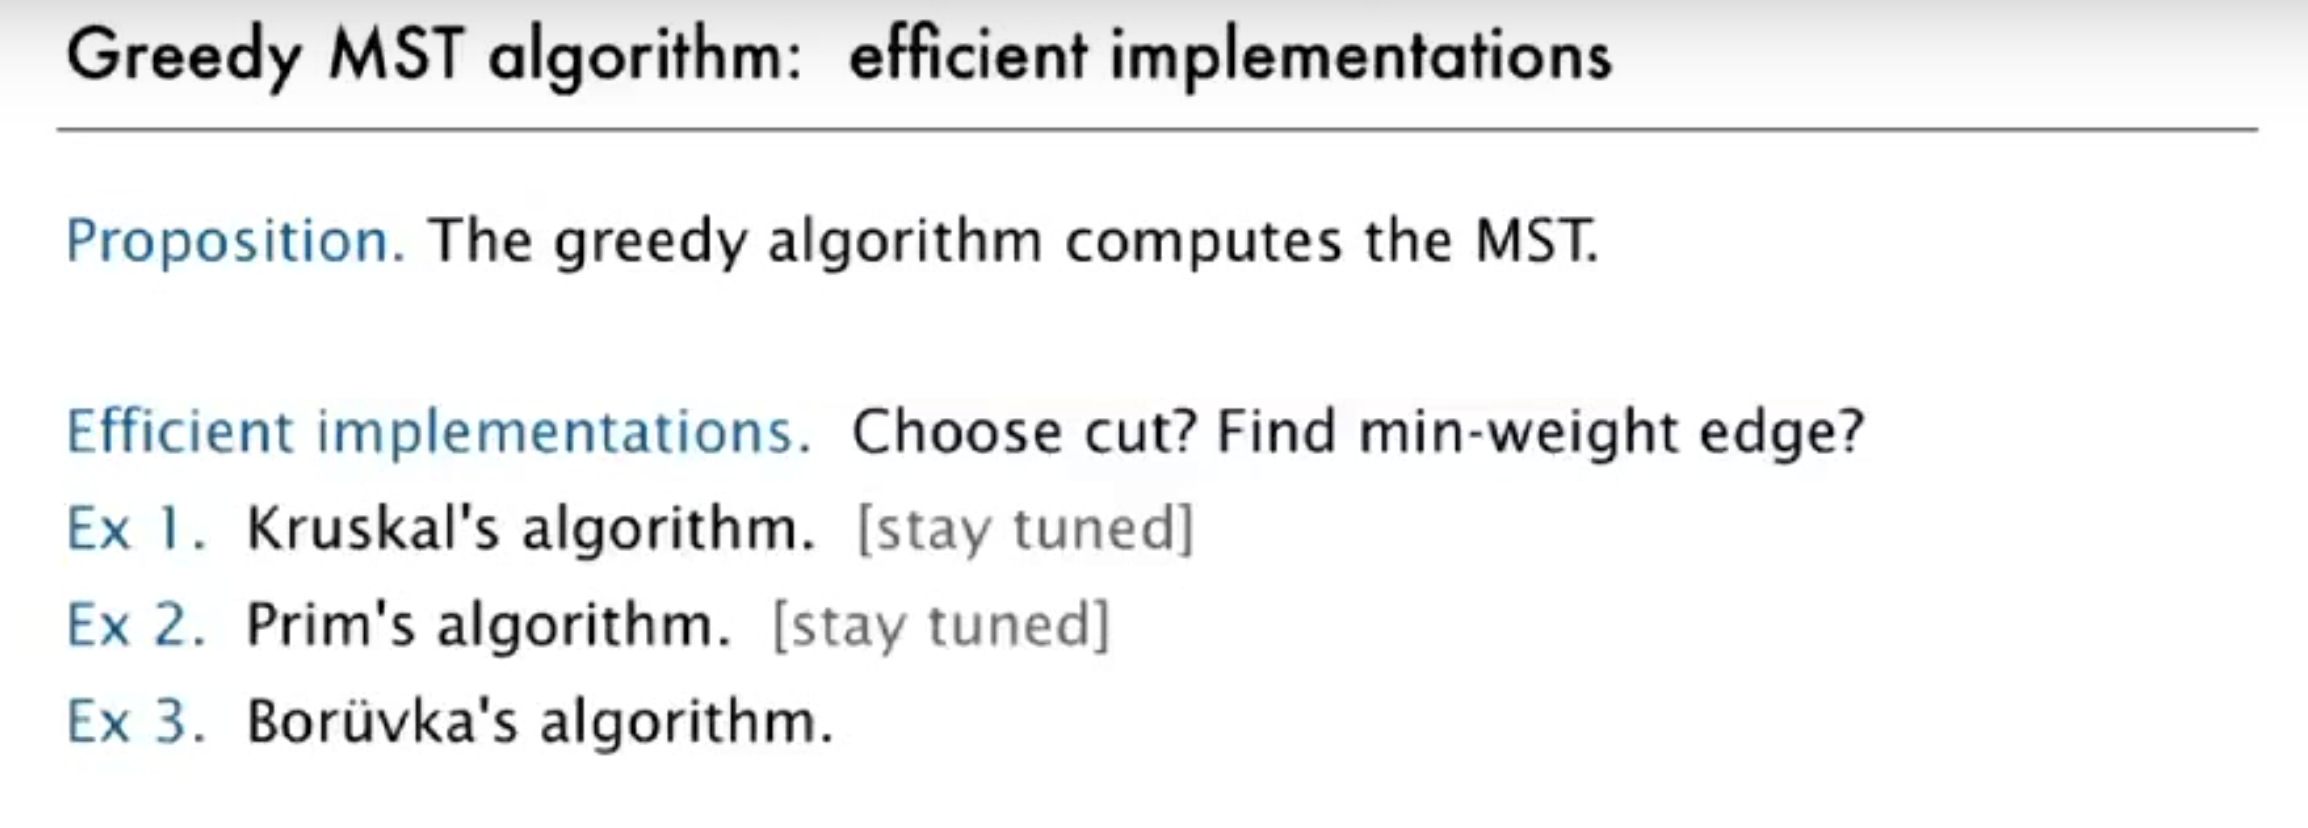 Greedy MST algorithm: efficient implementations
Proposition. The greedy algorithm computes the MST.
Efficient implementations. Choose cut? Find min-weight edge?
Ex 1. Kruskal's algorithm. [stay tuned]
Ex 2. Prim's algorithm. [stay tuned]
Ex 3. Borüvka's algorithm.